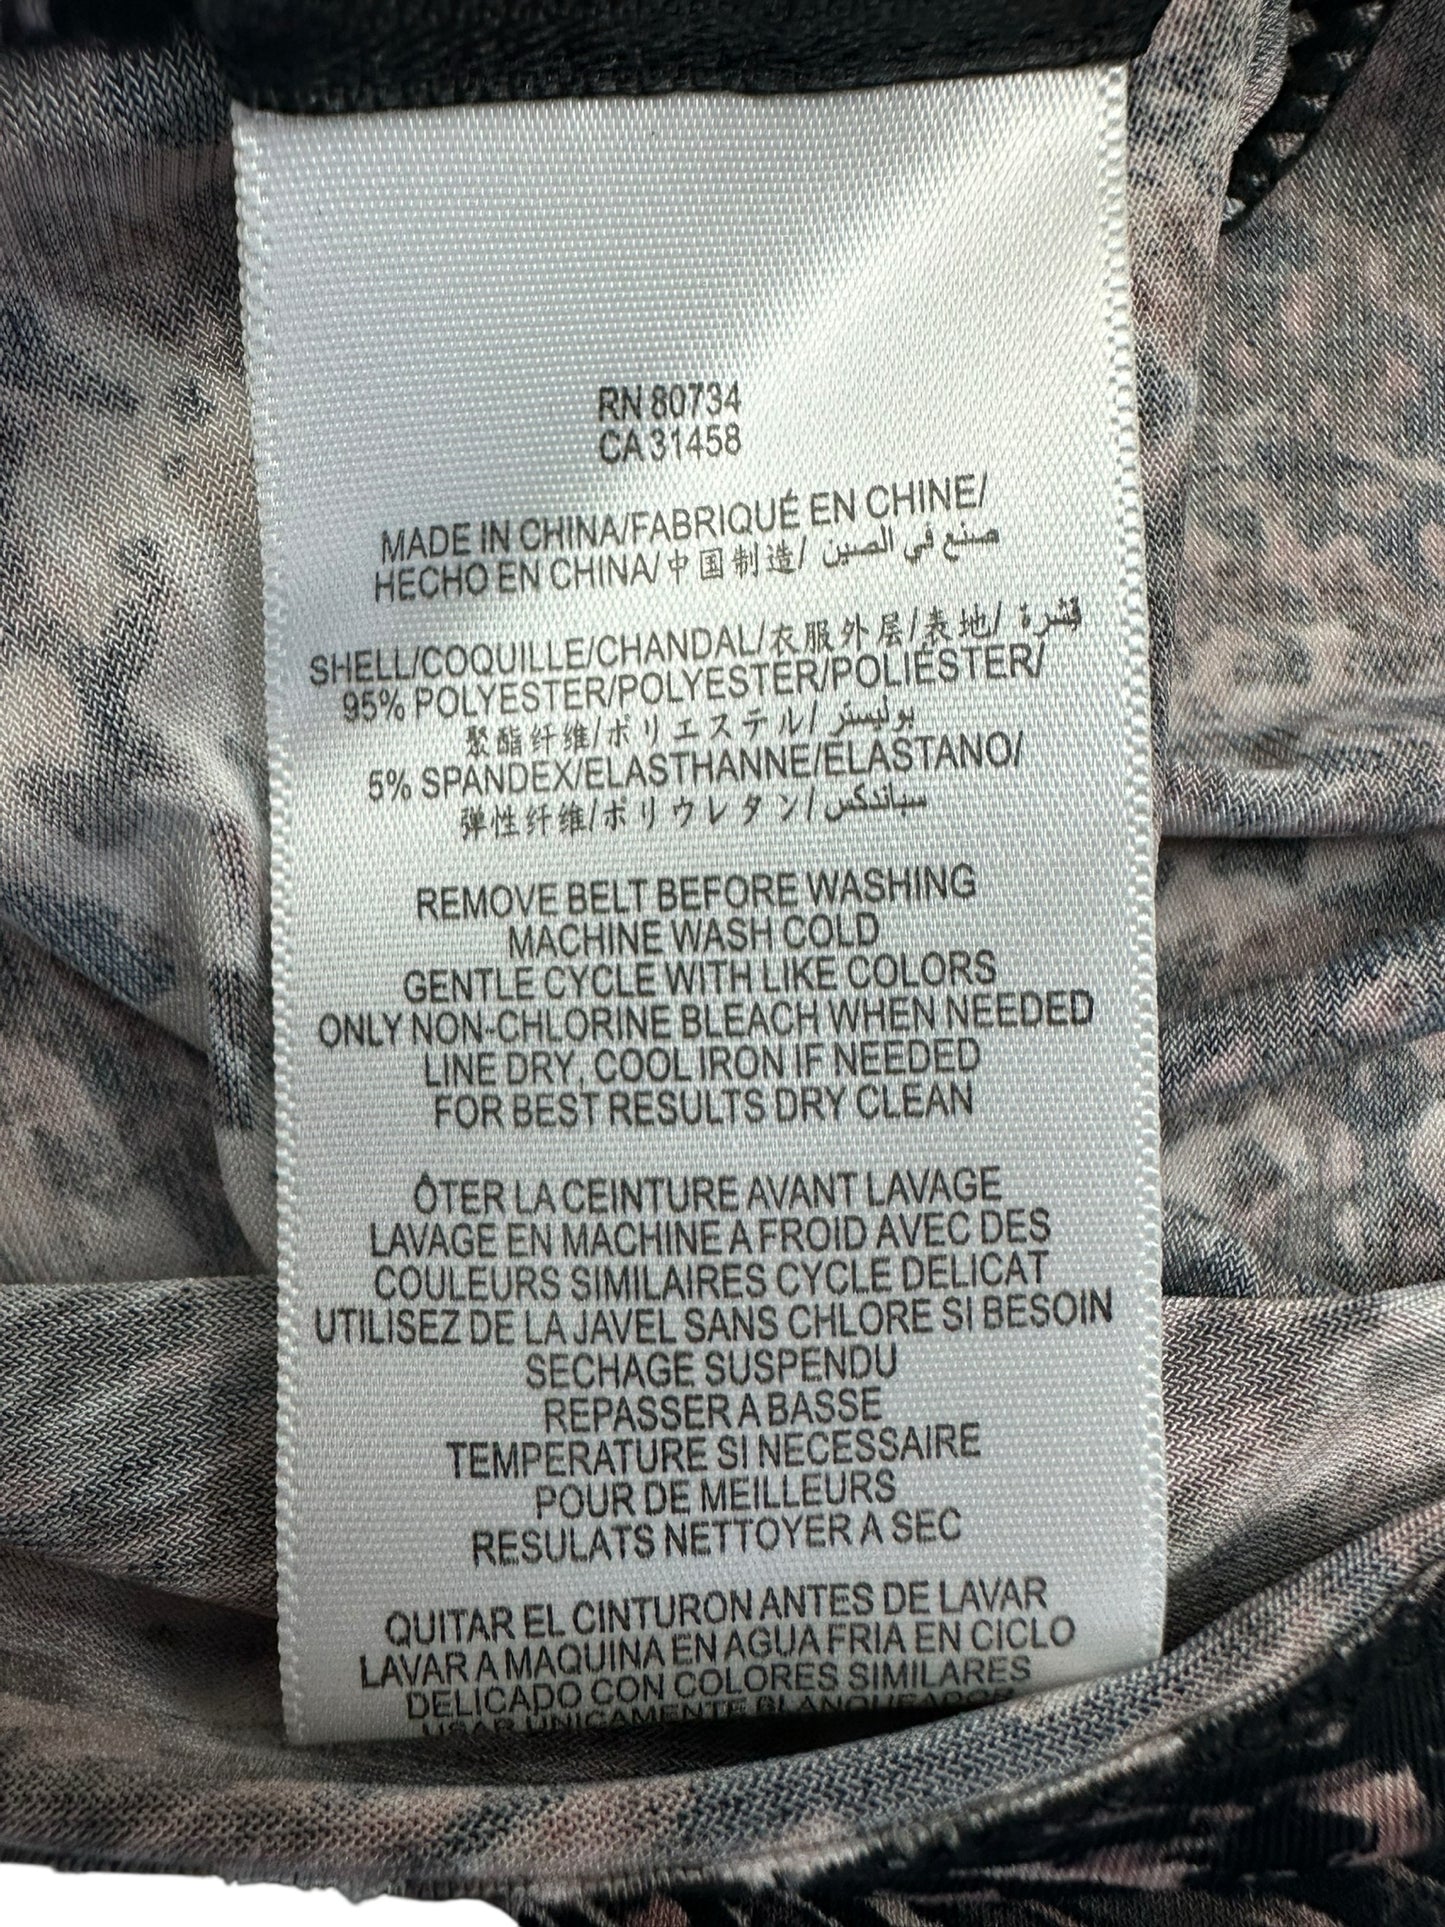 RN 80734
CA 31458
MADE IN CHINA/FABRIQUÉ EN CHINE/
HECHO EN CHINA/中国制造/ صنع في الصين
SHELL/COQUILLE/CHANDAL/衣服外层/表地/ قشرة
95% POLYESTER/POLYESTER/POLIÉSTER/
聚酯纤维/ポリエステル/ بوليستر
5% SPANDEX/ELASTHANNE/ELASTANO/
弹性纤维/ポリウレタン/ سباندكس
REMOVE BELT BEFORE WASHING
MACHINE WASH COLD
GENTLE CYCLE WITH LIKE COLORS
ONLY NON-CHLORINE BLEACH WHEN NEEDED
LINE DRY, COOL IRON IF NEEDED
FOR BEST RESULTS DRY CLEAN
ÔTER LA CEINTURE AVANT LAVAGE
LAVAGE EN MACHINE A FROID AVEC DES
COULEURS SIMILAIRES CYCLE DELICAT
UTILISEZ DE LA JAVEL SANS CHLORE SI BESOIN
SECHAGE SUSPENDU
REPASSER A BASSE
TEMPERATURE SI NECESSAIRE
POUR DE MEILLEURS
RESULATS NETTOYER A SEC
QUITAR EL CINTURON ANTES DE LAVAR
LAVAR A MAQUINA EN AGUA FRIA EN CICLO
DELICADO CON COLORES SIMILARES
USAR UNICAMENTE BLANQUEADOR